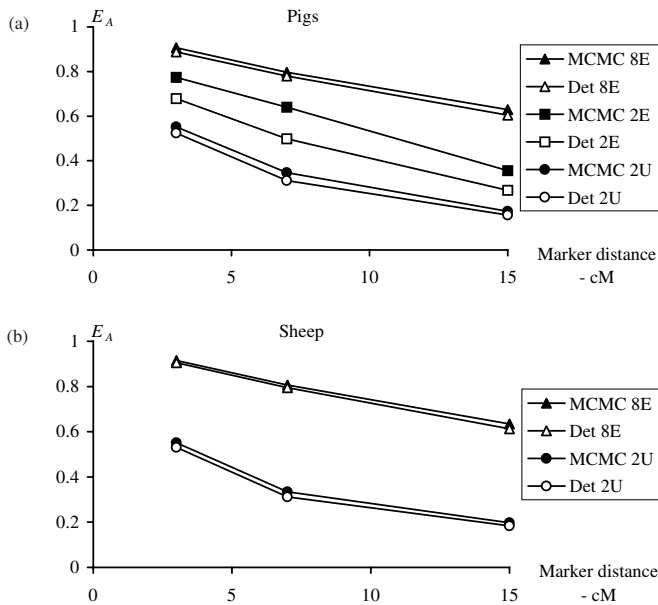 (a)
E_A
Pigs
1
0.8
0.6
0.4
0.2
0
0
5
10
15
Marker distance
- cM
MCMC 8E
Det 8E
MCMC 2E
Det 2E
MCMC 2U
Det 2U
(b)
E_A
Sheep
1
0.8
0.6
0.4
0.2
0
0
5
10
15
Marker distance
- cM
MCMC 8E
Det 8E
MCMC 2U
Det 2U